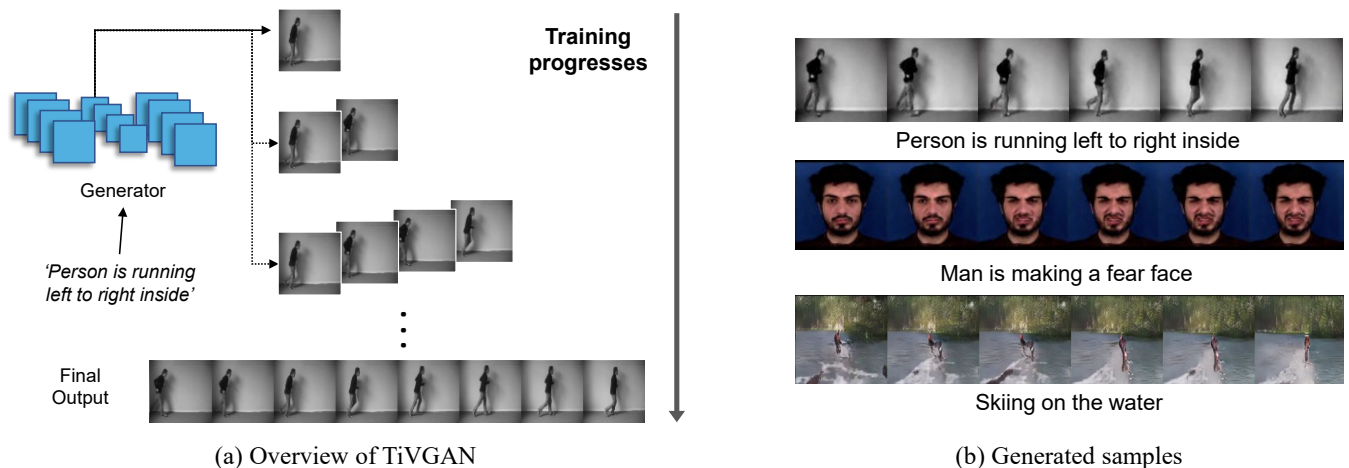 Training
progresses
Generator
‘Person is running
left to right inside’
Final
Output
(a) Overview of TiVGAN
Person is running left to right inside
Man is making a fear face
Skiing on the water
(b) Generated samples